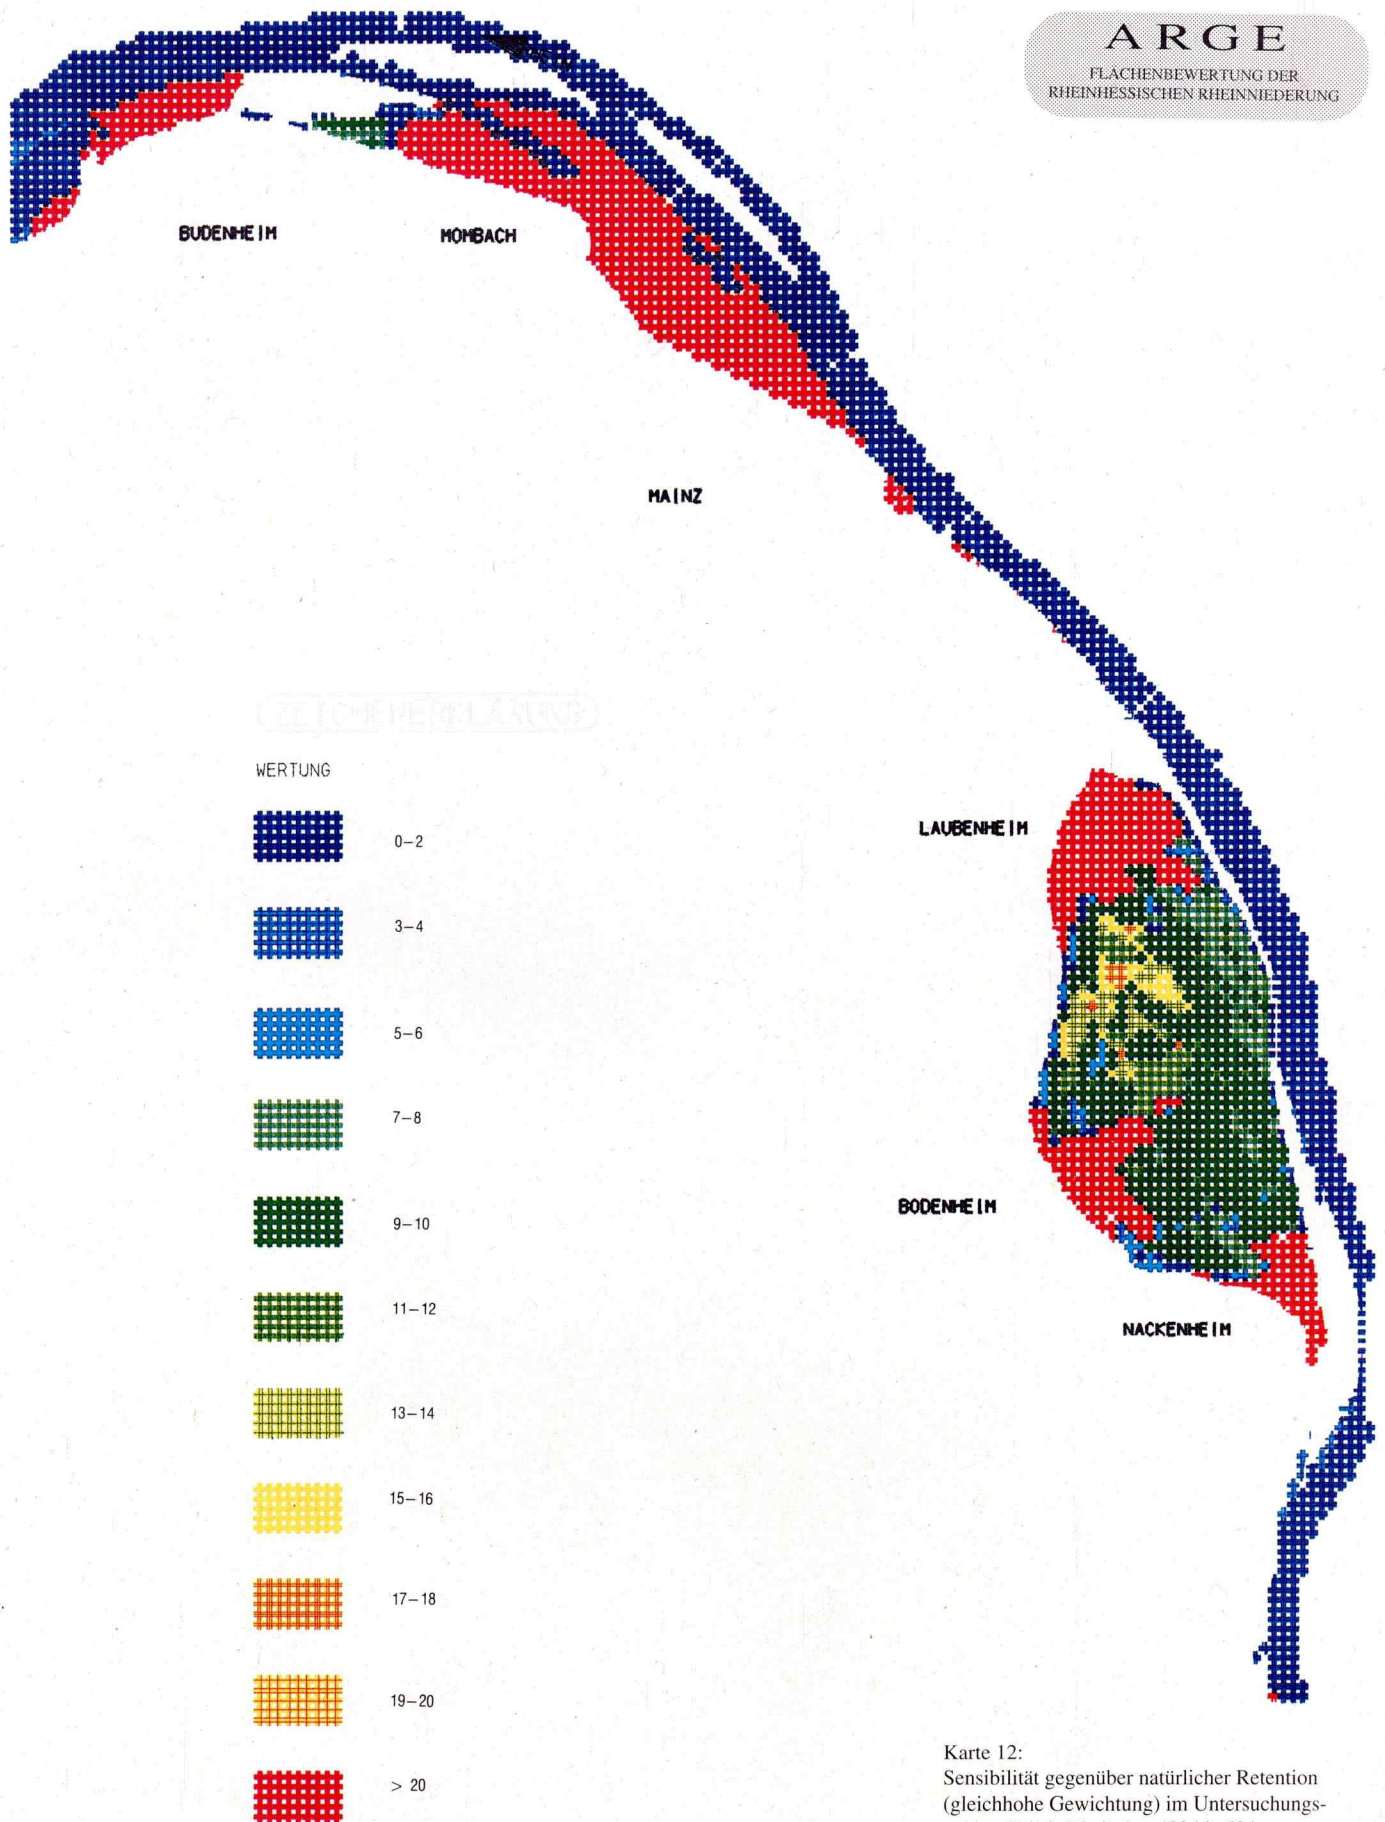 ARGE
FLÄCHENBEWERTUNG DER
RHEINHESSISCHEN RHEINNIEDERUNG
BUDENHEIM
MOMBACH
MAINZ
LAUBENHEIM
BODENHEIM
NACKENHEIM
WERTUNG
0–2
3–4
5–6
7–8
9–10
11–12
13–14
15–16
17–18
19–20
> 20
Karte 12:
Sensibilität gegenüber natürlicher Retention
(gleichhohe Gewichtung) im Untersuchungs-